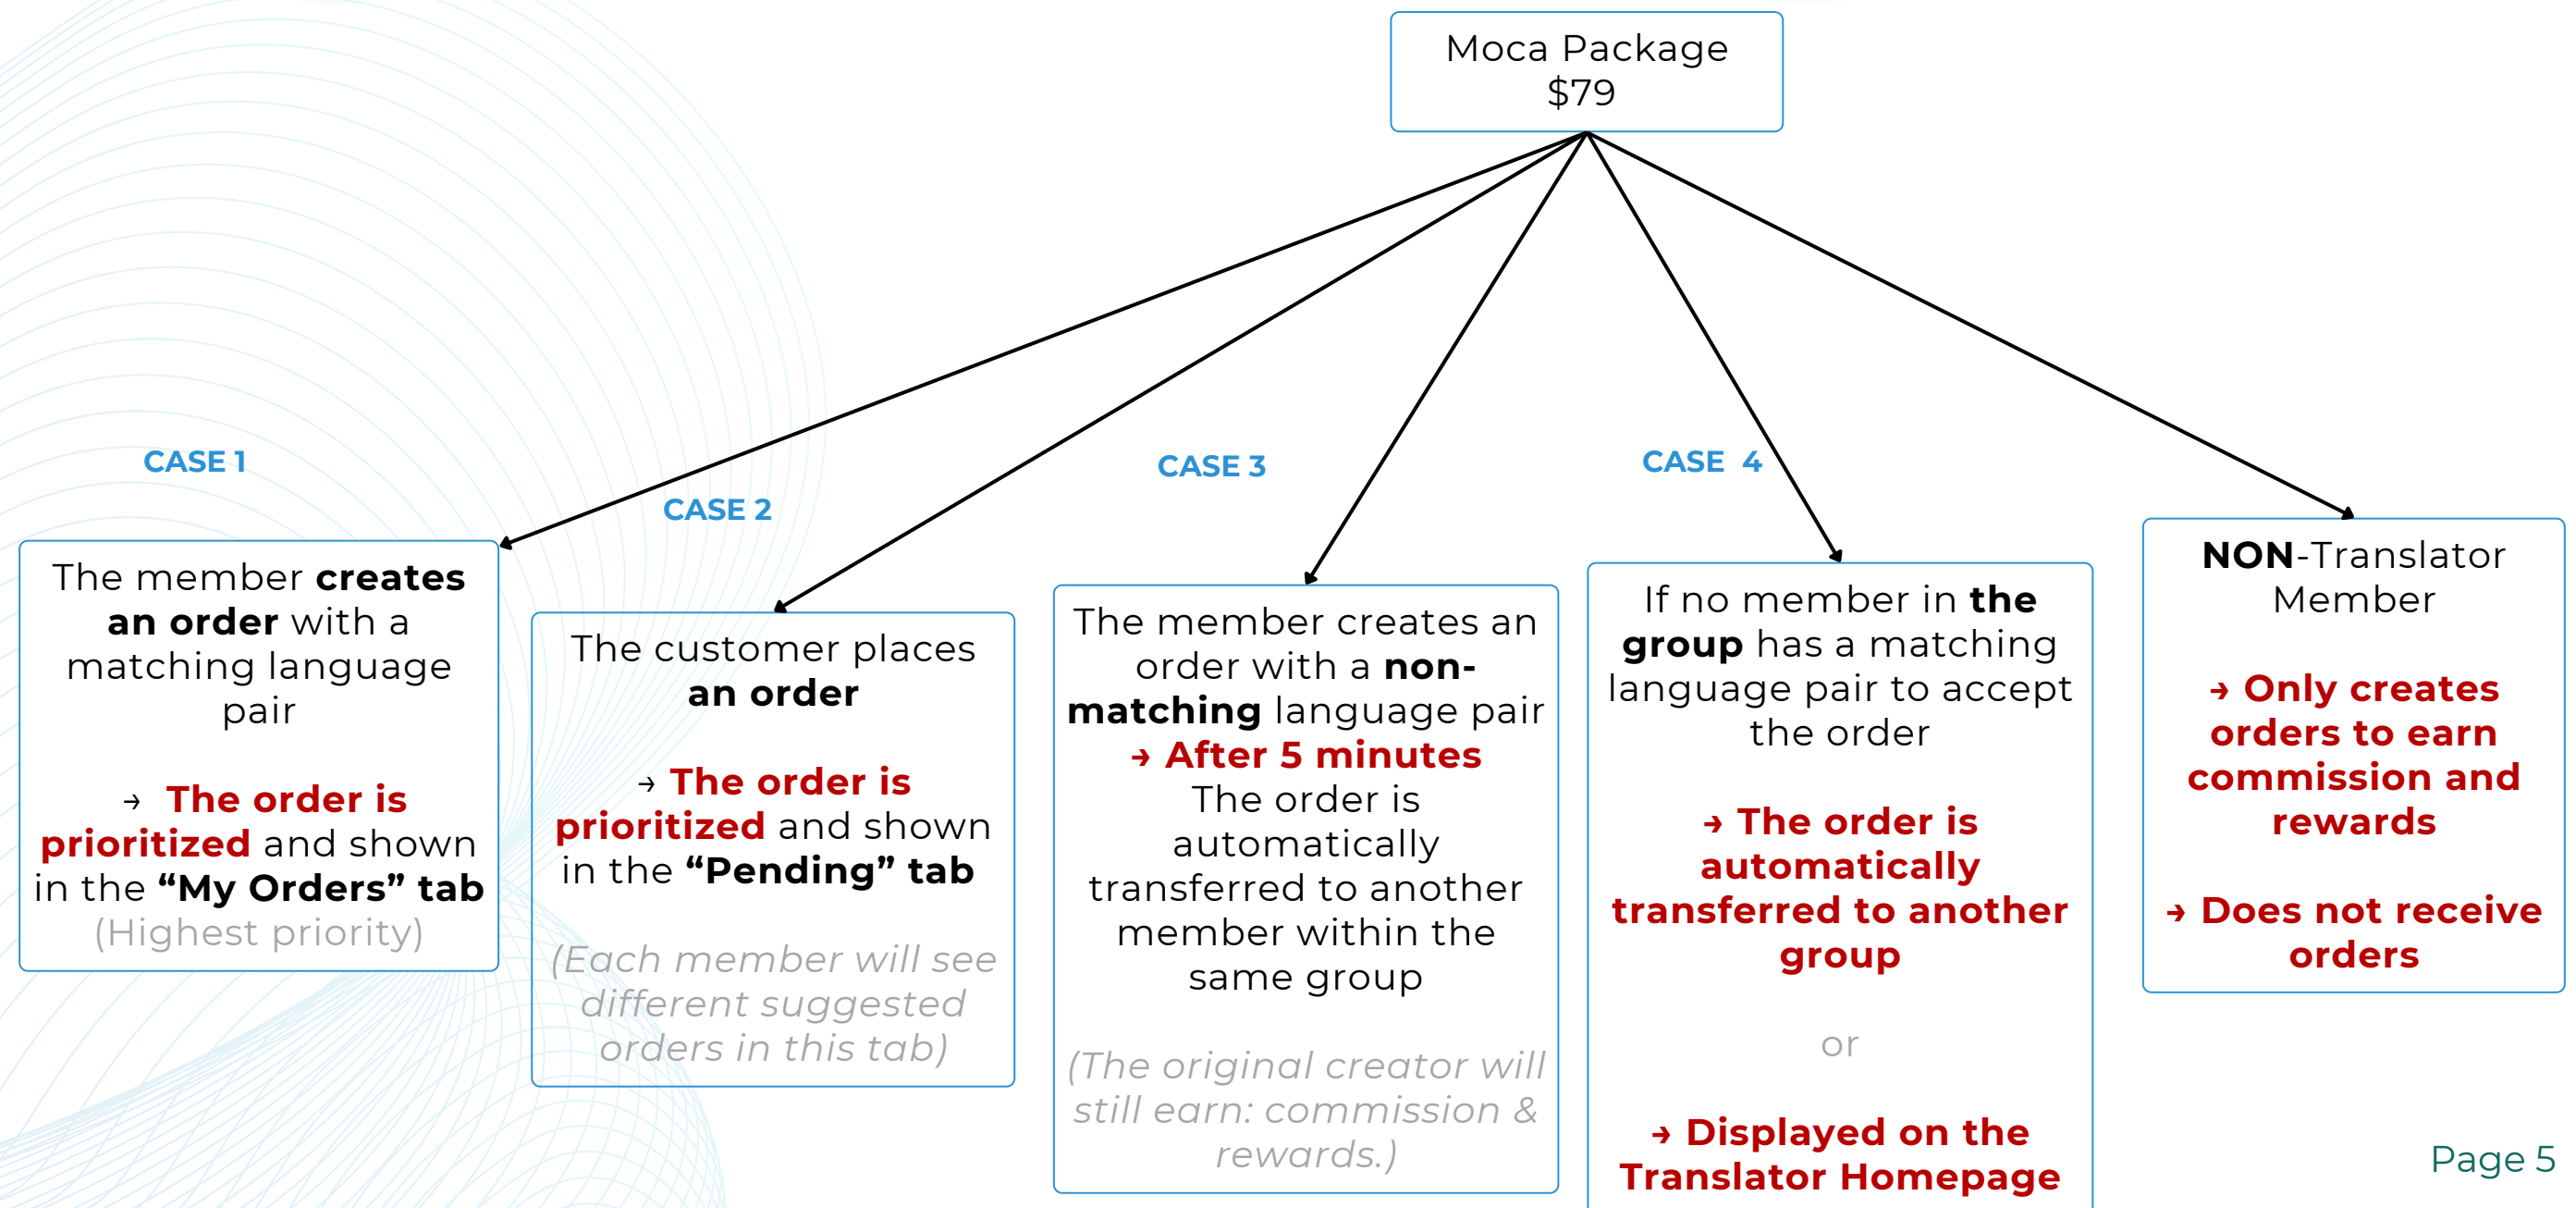 Moca Package
$79
CASE 1
The member creates
an order with a
matching language
pair
→ The order is
prioritized and shown
in the “My Orders” tab
(Highest priority)
CASE 2
The customer places
an order
→ The order is
prioritized and shown
in the “Pending” tab
(Each member will see
different suggested
orders in this tab)
CASE 3
The member creates an
order with a non-
matching language pair
→ After 5 minutes
The order is
automatically
transferred to another
member within the
same group
(The original creator will
still earn: commission &
rewards.)
CASE 4
If no member in the
group has a matching
language pair to accept
the order
→ The order is
automatically
transferred to another
group
or
→ Displayed on the
Translator Homepage
NON-Translator
Member
→ Only creates
orders to earn
commission and
rewards
→ Does not receive
orders
Page 5